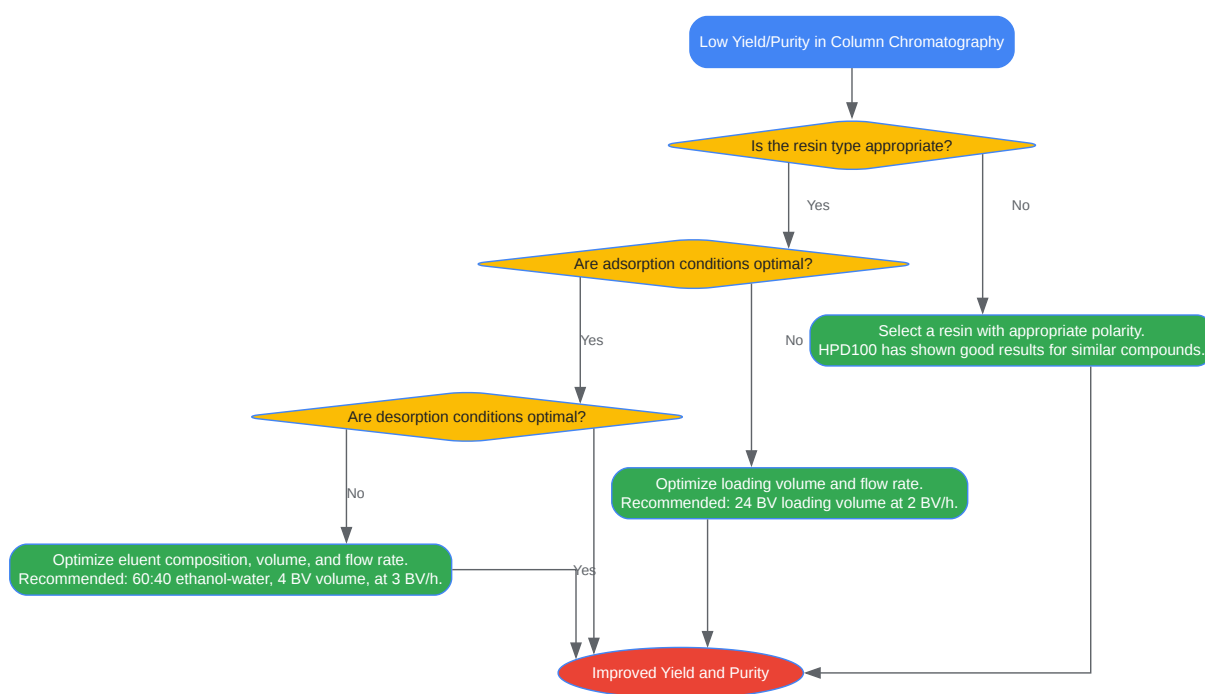 Low Yield/Purity in Column Chromatography
Is the resin type appropriate?
Yes
No
Are adsorption conditions optimal?
Select a resin with appropriate polarity.
HPD100 has shown good results for similar compounds.
Yes
No
Are desorption conditions optimal?
Optimize loading volume and flow rate.
Recommended: 24 BV loading volume at 2 BV/h.
No
Optimize eluent composition, volume, and flow rate.
Recommended: 60:40 ethanol-water, 4 BV volume, at 3 BV/h.
Yes
Improved Yield and Purity